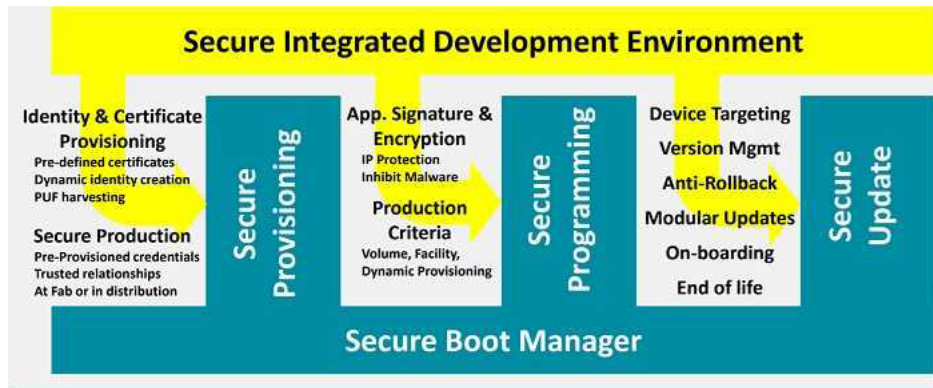 Secure Integrated Development Environment
Identity & Certificate
Provisioning
Pre-defined certificates
Dynamic identity creation
PUF harvesting
Secure Production
Pre-Provisioned credentials
Trusted relationships
At Fab or in distribution
Secure
Provisioning
App. Signature &
Encryption
IP Protection
Inhibit Malware
Production
Criteria
Volume, Facility,
Dynamic Provisioning
Secure
Programming
Device Targeting
Version Mgmt
Anti-Rollback
Modular Updates
On-boarding
End of life
Secure
Update
Secure Boot Manager